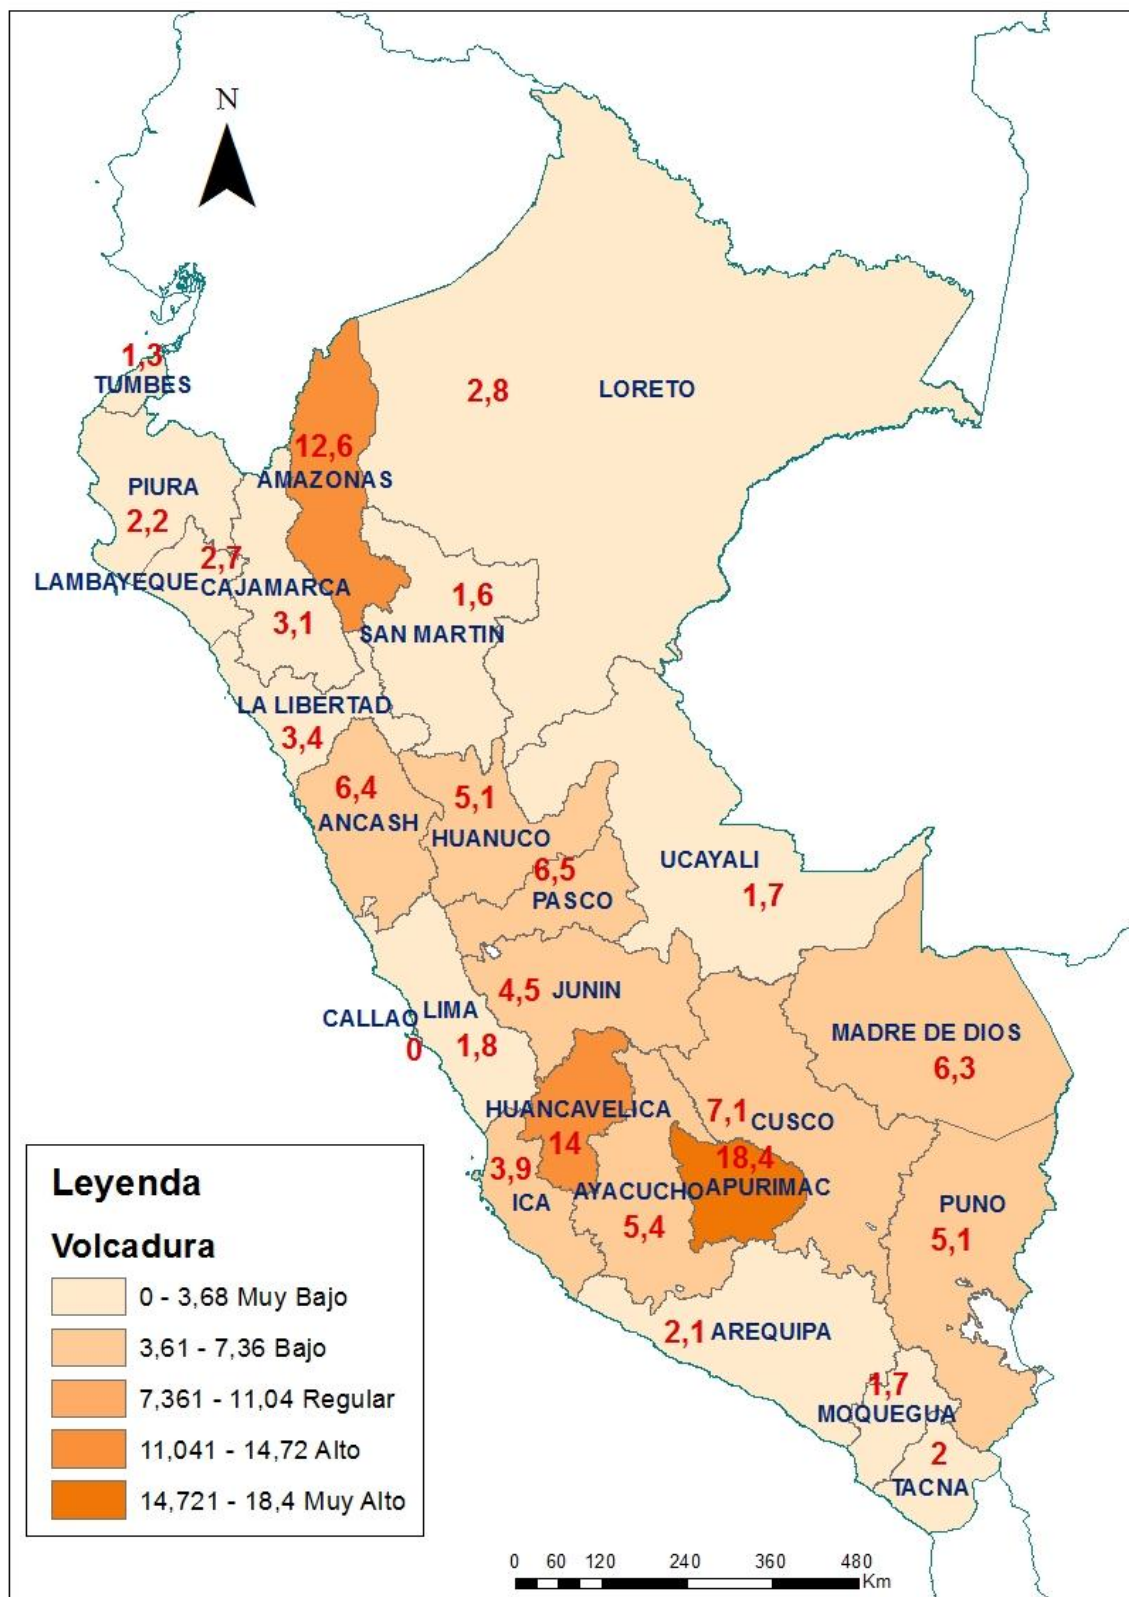 N
1,3
TUMBES
2,8
LORETO
12,6
AMAZONAS
PIURA
2,2
2,7
LAMBAYEQUE
CAJAMARCA
3,1
1,6
SAN MARTIN
LA LIBERTAD
3,4
6,4
ANCASH
5,1
HUANUCO
6,5
PASCO
UCAYALI
1,7
4,5
JUNIN
CALLAO
0
LIMA
1,8
MADRE DE DIOS
6,3
HUANCAVELICA
14
7,1
CUSCO
18,4
APURIMAC
3,9
ICA
AYACUCHO
5,4
PUNO
5,1
2,1
AREQUIPA
1,7
MOQUEGUA
2
TACNA
Leyenda
Volcadura
0 - 3,68 Muy Bajo
3,61 - 7,36 Bajo
7,361 - 11,04 Regular
11,041 - 14,72 Alto
14,721 - 18,4 Muy Alto
0 60 120 240 360 480
Km